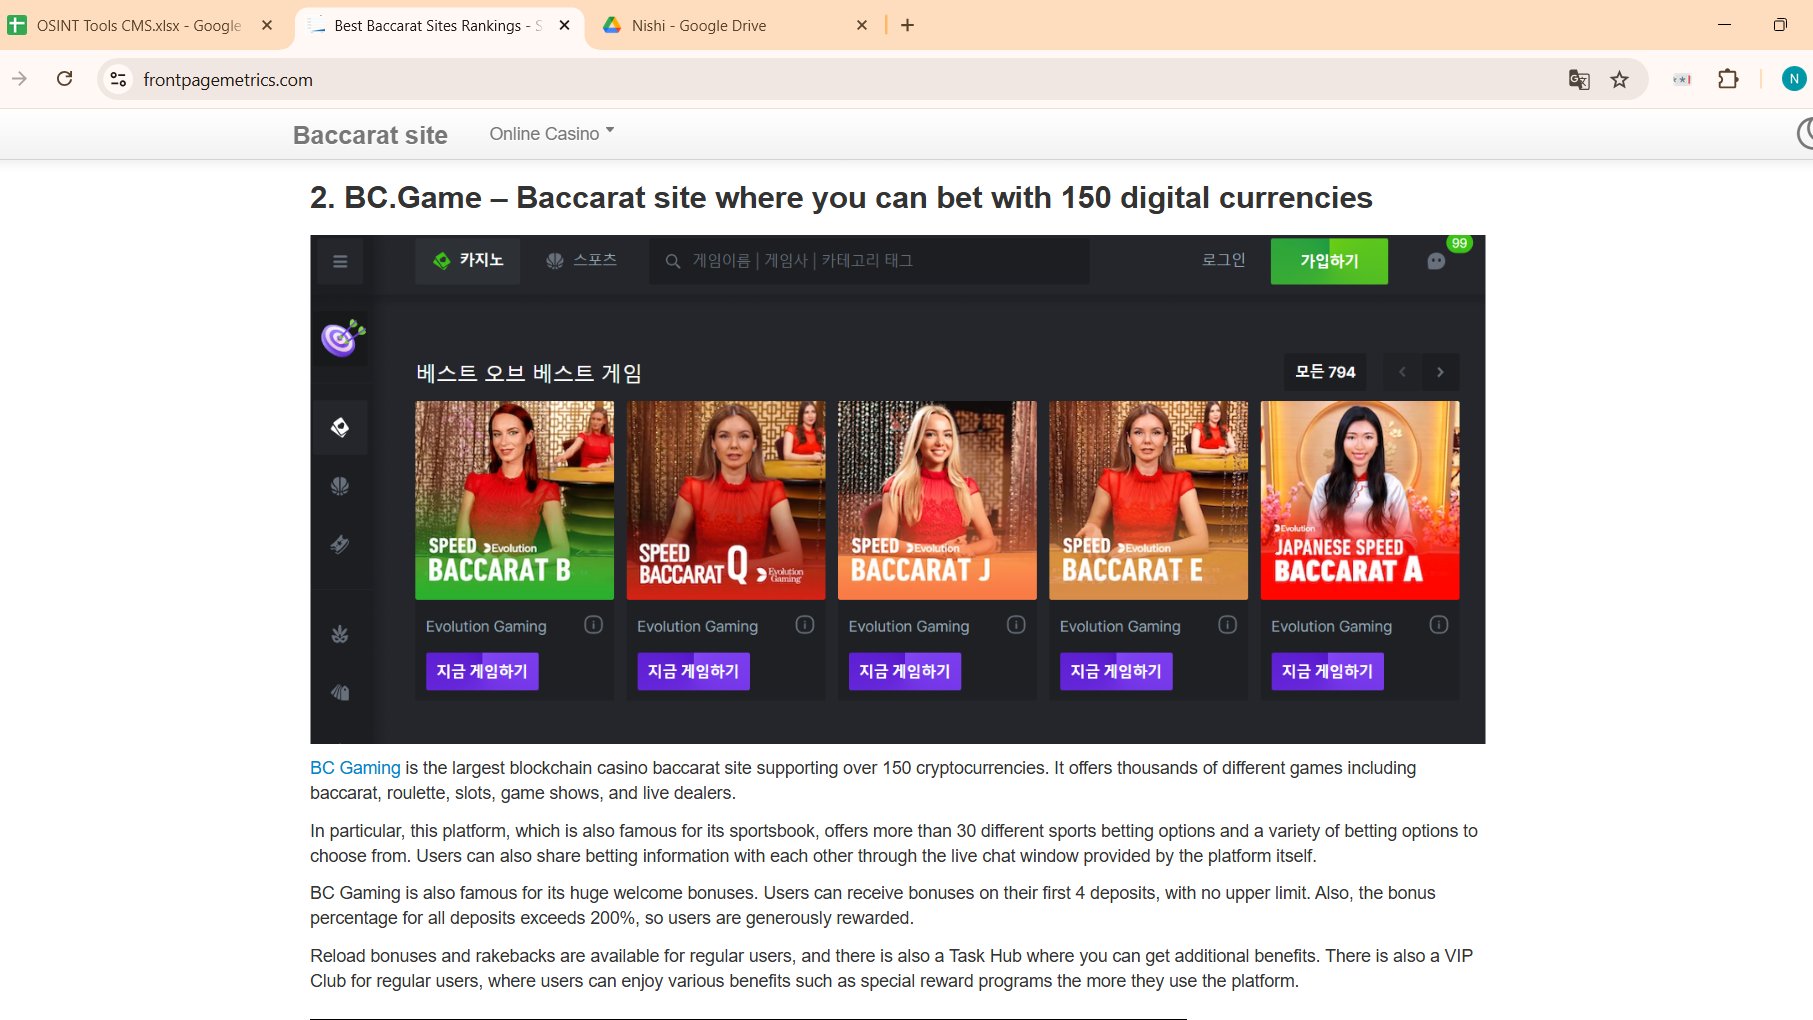 OSINT Tools CMS.xlsx - Google
Best Baccarat Sites Rankings - S
Nishi - Google Drive
frontpagemetrics.com
N
Baccarat site
Online Casino
2. BC.Game – Baccarat site where you can bet with 150 digital currencies
카지노
스포츠
게임이름 | 게임사 | 카테고리 태그
로그인
가입하기
99
베스트 오브 베스트 게임
모든 794
SPEED Evolution
BACCARAT B
SPEED
BACCARAT Q Evolution Gaming
SPEED Evolution
BACCARAT J
SPEED Evolution
BACCARAT E
Evolution
JAPANESE SPEED
BACCARAT A
Evolution Gaming
Evolution Gaming
Evolution Gaming
Evolution Gaming
Evolution Gaming
지금 게임하기
지금 게임하기
지금 게임하기
지금 게임하기
지금 게임하기
BC Gaming is the largest blockchain casino baccarat site supporting over 150 cryptocurrencies. It offers thousands of different games including
baccarat, roulette, slots, game shows, and live dealers.
In particular, this platform, which is also famous for its sportsbook, offers more than 30 different sports betting options and a variety of betting options to
choose from. Users can also share betting information with each other through the live chat window provided by the platform itself.
BC Gaming is also famous for its huge welcome bonuses. Users can receive bonuses on their first 4 deposits, with no upper limit. Also, the bonus
percentage for all deposits exceeds 200%, so users are generously rewarded.
Reload bonuses and rakebacks are available for regular users, and there is also a Task Hub where you can get additional benefits. There is also a VIP
Club for regular users, where users can enjoy various benefits such as special reward programs the more they use the platform.